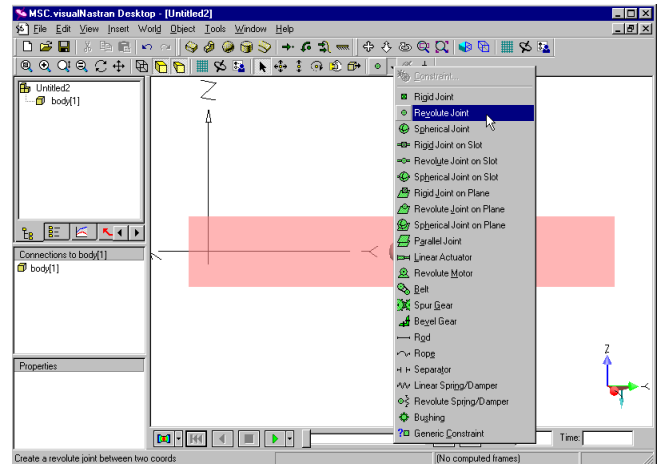 MSC.visualNastran Desktop - [Untitled2]
File Edit View Insert World Object Tools Window Help
Untitled2
body[1]
Connections to body[1]
body[1]
Properties
Z
Constraint...
Rigid Joint
Revolute Joint
Spherical Joint
Rigid Joint on Slot
Revolute Joint on Slot
Spherical Joint on Slot
Rigid Joint on Plane
Revolute Joint on Plane
Spherical Joint on Plane
Parallel Joint
Linear Actuator
Revolute Motor
Belt
Spur Gear
Bevel Gear
Rod
Rope
Separator
Linear Spring/Damper
Revolute Spring/Damper
Bushing
Generic Constraint
Z
Y
Time:
Create a revolute joint between two coords
(No computed frames)